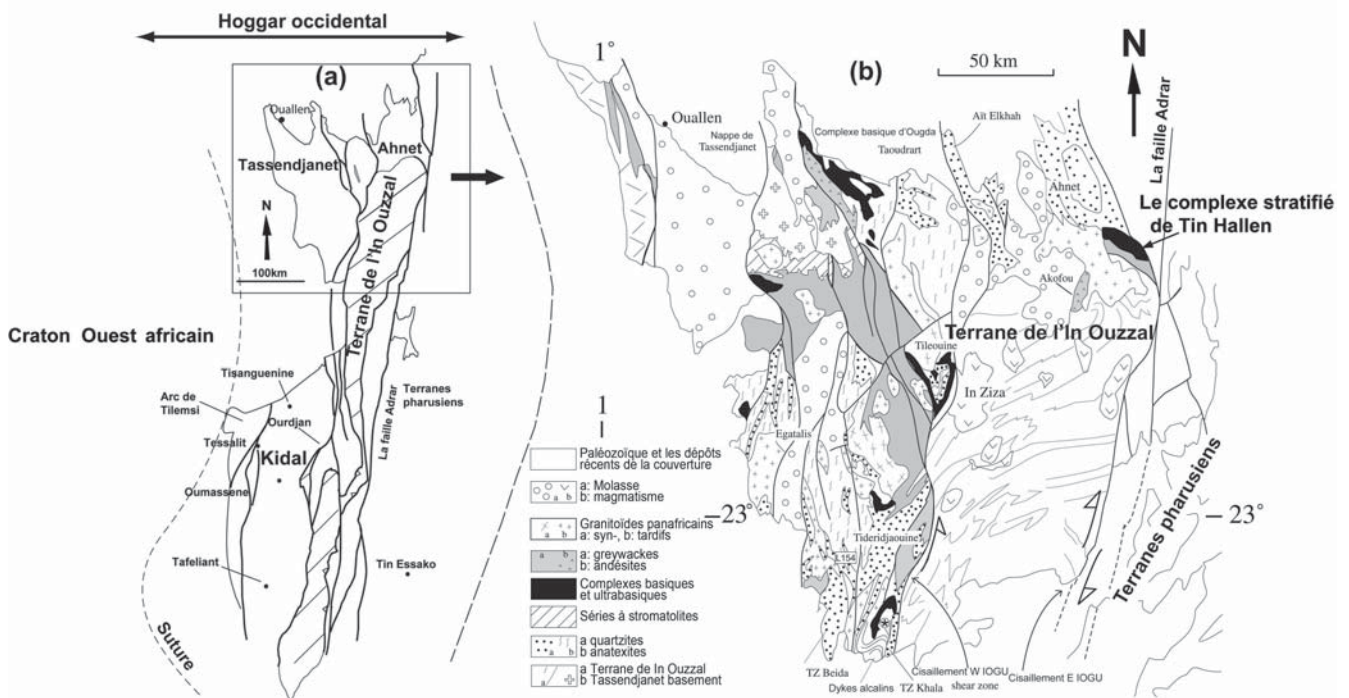 Hoggar occidental
(a)
Ouallen
Tassendjanet
Ahnet
N
100km
Terrane de l'In Ouzzal
Craton Ouest africain
Tisanguenine
Arc de
Tilemsi
Ourdjan
Tessalit
Kidal
Oumassene
La faille Adrar
Terranes
pharusiens
Tafeliant
Tin Essako
Suture
1°
(b)
50 km
N
Ouallen
Nappe de
Tassendjanet
Complexe basique d'Ougda
Taoudrart
Aït Elkhah
Ahnet
La faille Adrar
Le complexe stratifié
de Tin Hallen
Akofou
Terrane de l'In Ouzzal
Tileouine
In Ziza
Egatalis
Tideridjaouine
L154
–23°
– 23°
Terranes pharusiens
TZ Beida
Dykes alcalins
TZ Khala
Cisaillement W IOGU
shear zone
Cisaillement E IOGU
1
Paléozoïque et les dépôts
récents de la couverture
a b
a: Molasse
b: magmatisme
a b
Granitoïdes panafricains
a: syn-, b: tardifs
a b
a: greywackes
b: andésites
Complexes basiques
et ultrabasiques
Séries à stromatolites
a b
a quartzites
b anatexites
a b
a Terrane de In Ouzzal
b Tassendjanet basement